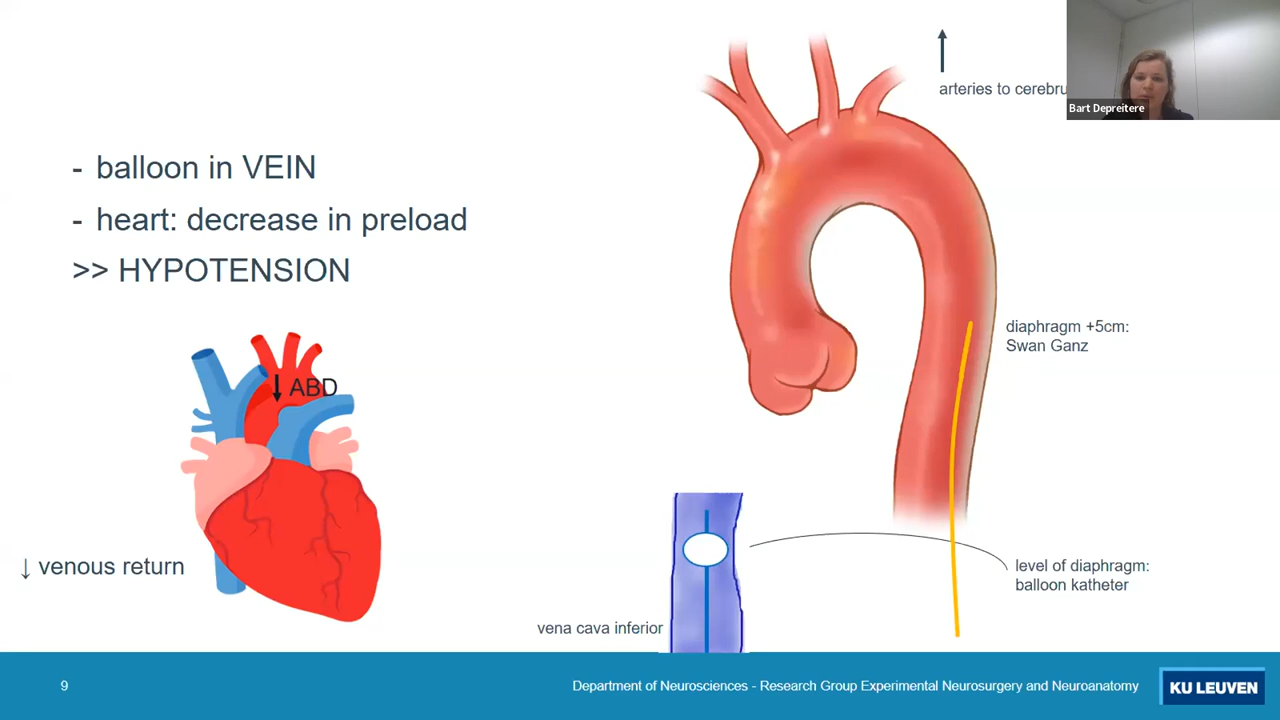 arteries to cerebru
Bart Depreitere
- balloon in VEIN
- heart: decrease in preload
>> HYPOTENSION
diaphragm +5cm:
Swan Ganz
↓ ABD
↓ venous return
level of diaphragm:
balloon katheter
vena cava inferior
9
Department of Neurosciences - Research Group Experimental Neurosurgery and Neuroanatomy
KU LEUVEN